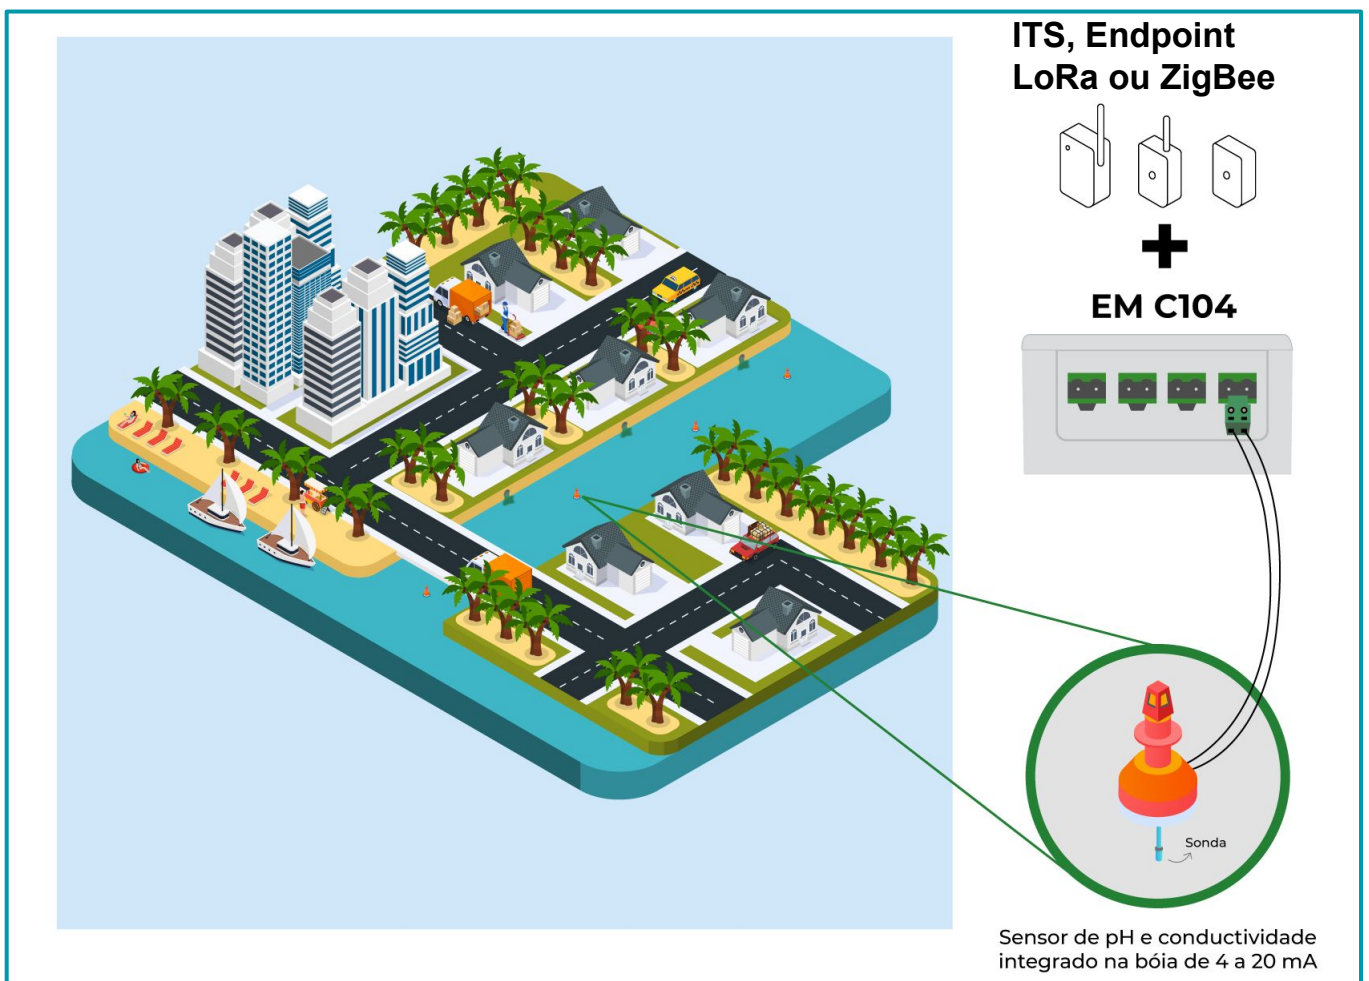 ITS, Endpoint
LoRa ou ZigBee
EM C104
Sonda
Sensor de pH e conductividade
integrado na bóia de 4 a 20 mA